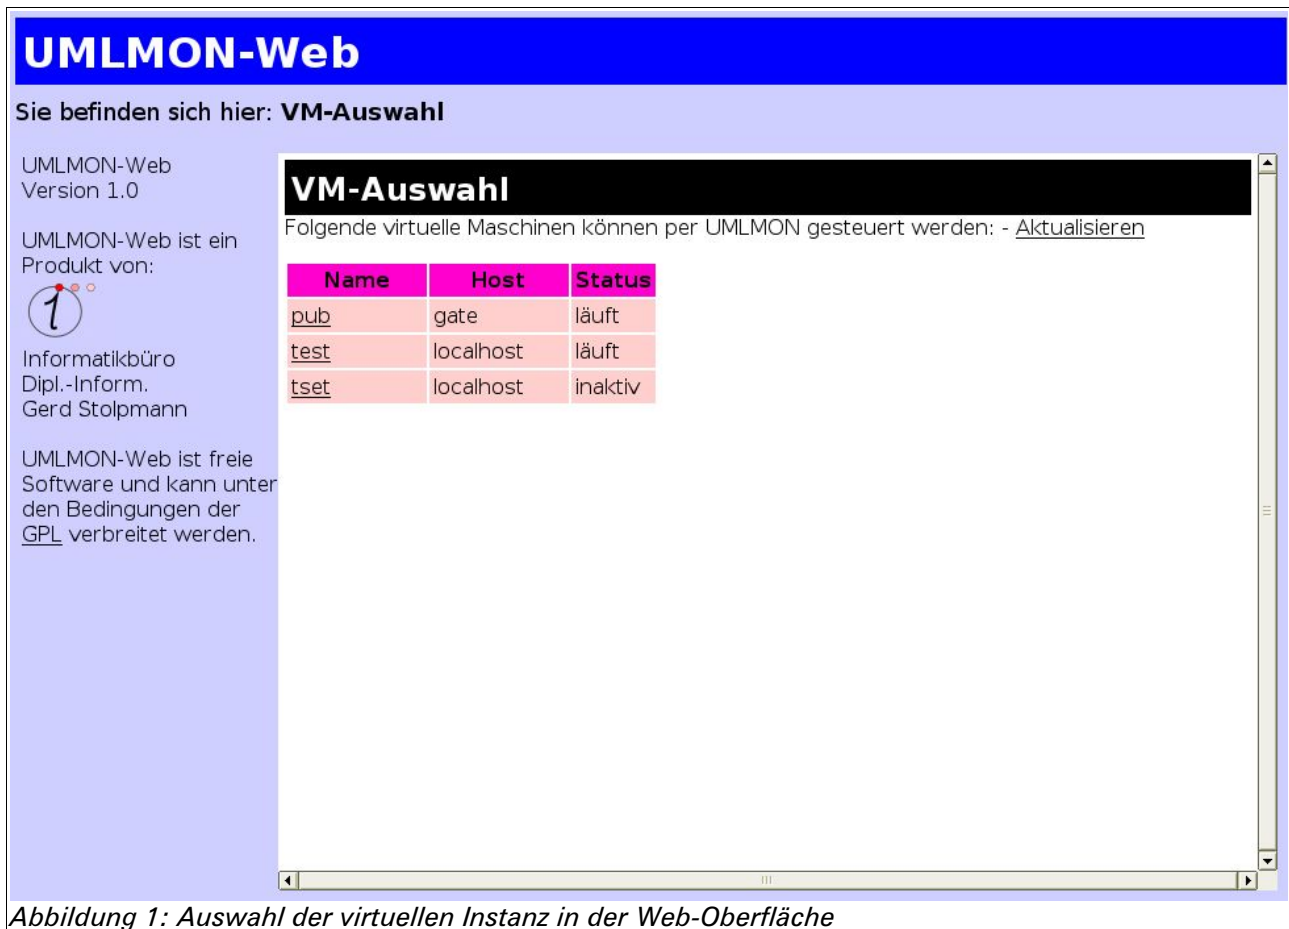 UMLMON-Web
Sie befinden sich hier: VM-Auswahl
UMLMON-Web
Version 1.0
UMLMON-Web ist ein
Produkt von:
i
Informatikbüro
Dipl.-Inform.
Gerd Stolpmann
UMLMON-Web ist freie
Software und kann unter
den Bedingungen der
GPL verbreitet werden.
VM-Auswahl
Folgende virtuelle Maschinen können per UMLMON gesteuert werden: - Aktualisieren
Name Host Status
pub gate läuft
test localhost läuft
tset localhost inaktiv
Abbildung 1: Auswahl der virtuellen Instanz in der Web-Oberfläche